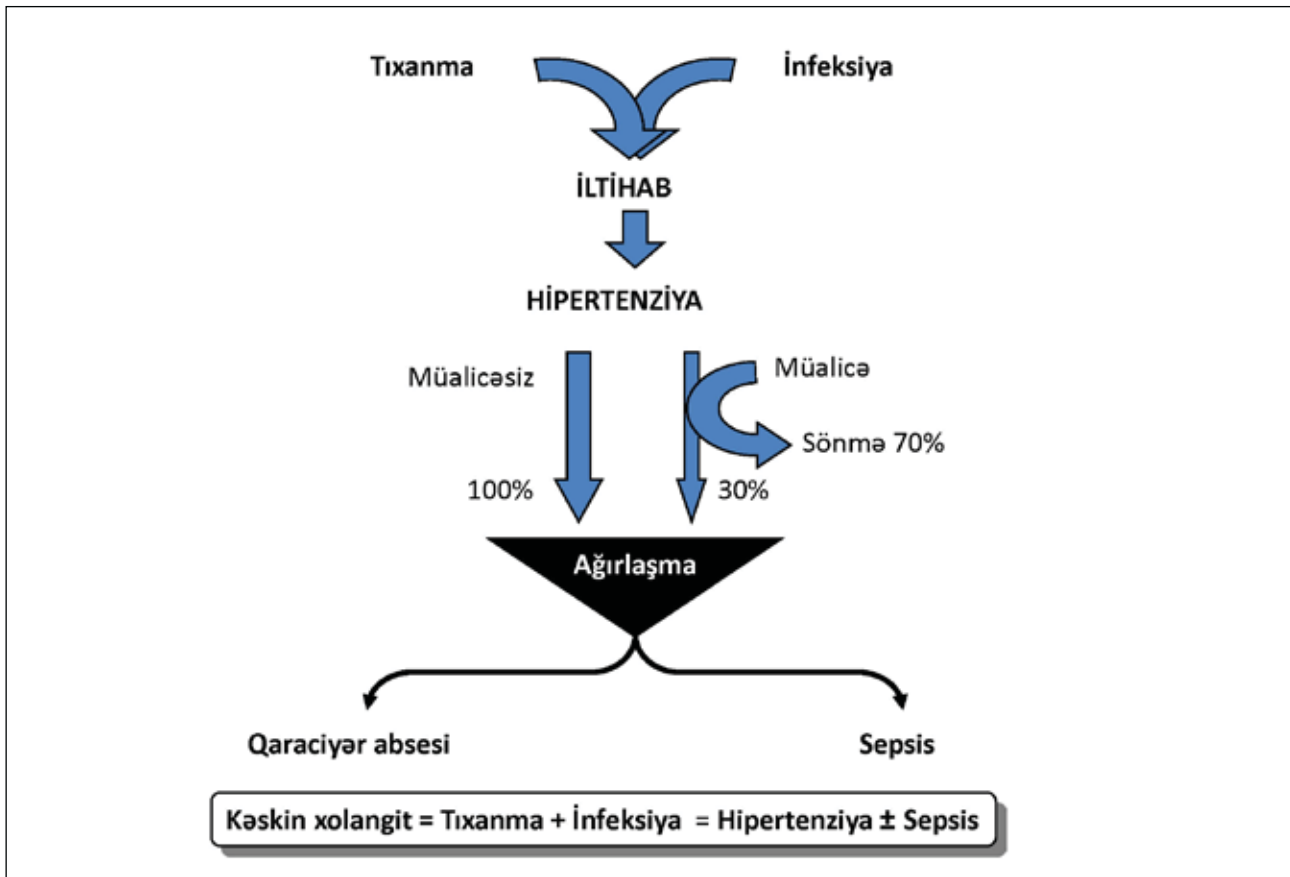 Tıxanma
İnfeksiya
İLTİHAB
HİPERTENZİYA
Müalicəsiz
Müalicə
Sönmə 70%
100%
30%
Ağırlaşma
Qaraciyər absesi
Sepsis
Kəskin xolangit = Tıxanma + İnfeksiya = Hipertenziya ± Sepsis